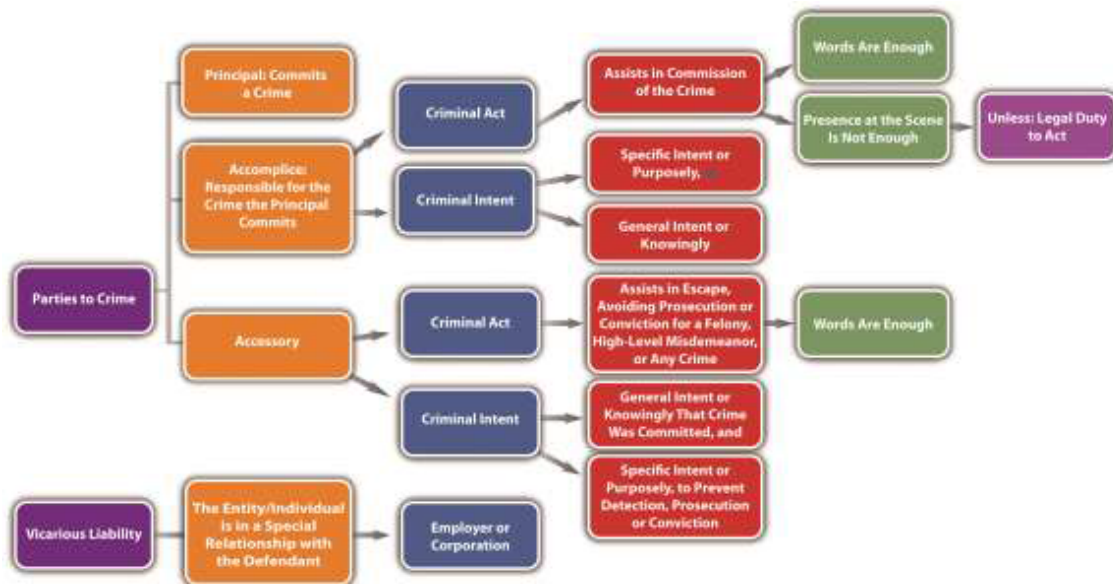 Principal: Commits
a Crime
Accomplice:
Responsible for the
Crime the Principal
Commits
Criminal Act
Assists in Commission
of the Crime
Words Are Enough
Presence at the Scene
Is Not Enough
Unless: Legal Duty
to Act
Criminal Intent
Specific Intent or
Purposely,
General Intent or
Knowingly
Parties to Crime
Accessory
Criminal Act
Assists in Escape,
Avoiding Prosecution or
Conviction for a Felony,
High-Level Misdemeanor,
or Any Crime
Words Are Enough
Criminal Intent
General Intent or
Knowingly That Crime
Was Committed, and
Specific Intent or
Purposely, to Prevent
Detection, Prosecution
or Conviction
Vicarious Liability
The Entity/Individual
is in a Special
Relationship with
the Defendant
Employer or
Corporation